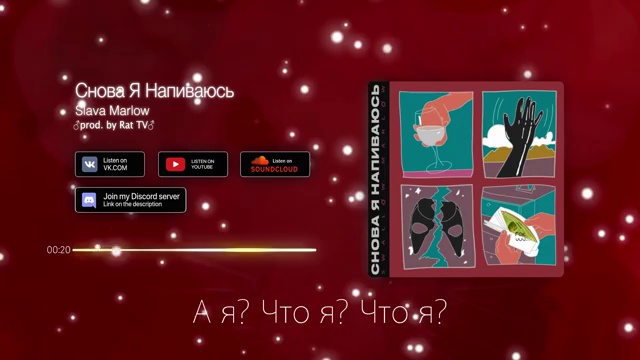 Снова Я Напиваюсь
Slava Marlow
♂prod. by Rat TV♂
Listen on
VK.COM
LISTEN ON
YOUTUBE
Listen on
SOUNDCLOUD
Join my Discord server
Link on the description
00:20
СНОВА Я НАПИВАЮСЬ
А я? Что я? Что я?